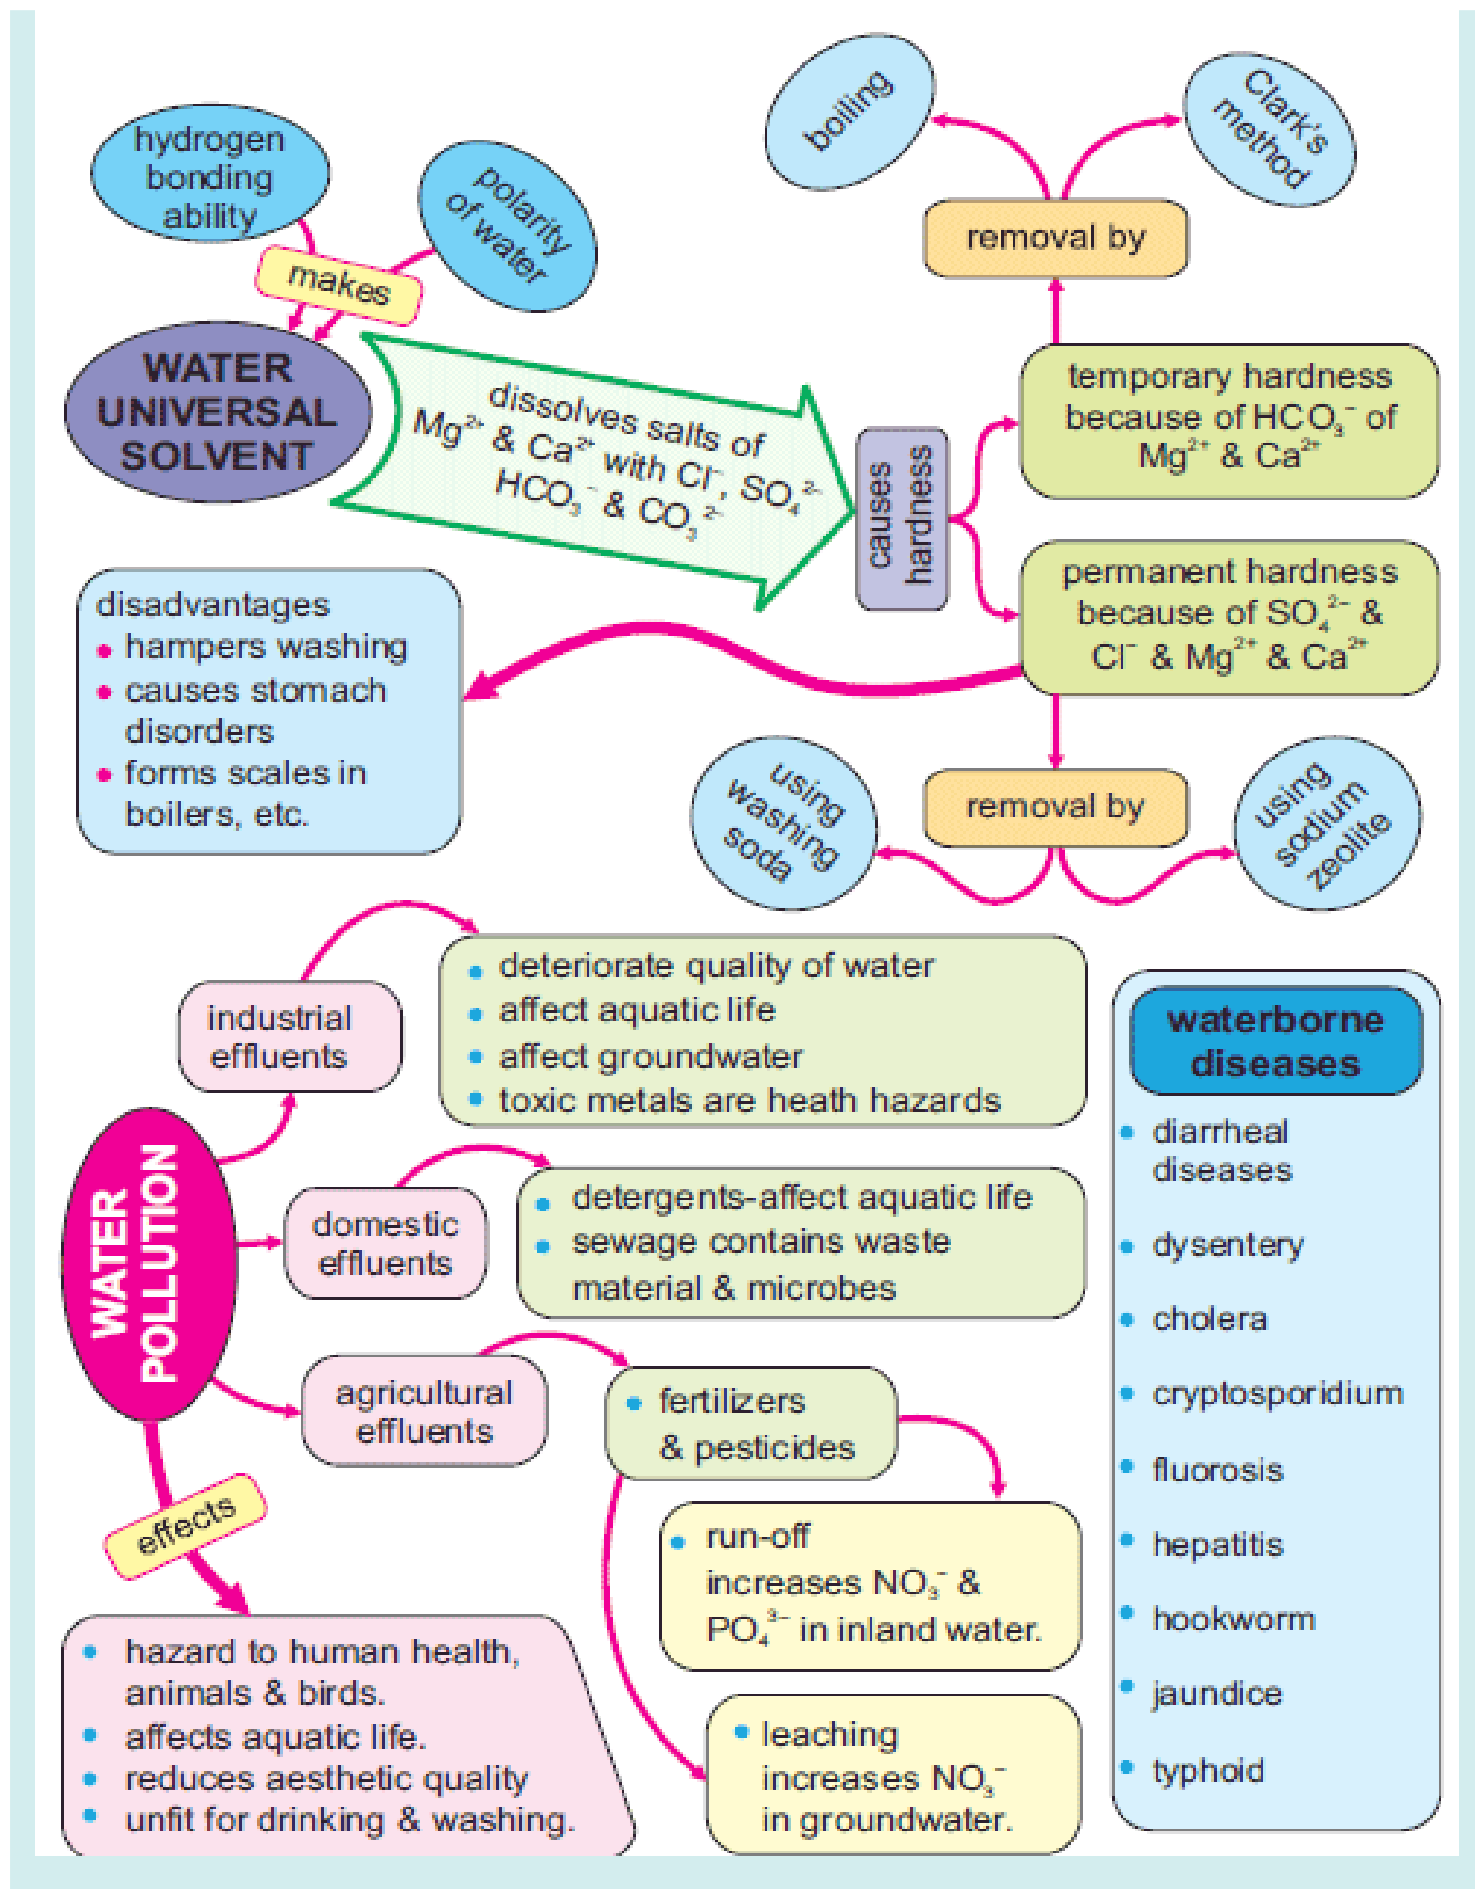 hydrogen
bonding
ability
polarity
of water
makes
WATER
UNIVERSAL
SOLVENT
dissolves salts of
Mg²⁺ & Ca²⁺ with Cl⁻, SO₄²⁻
HCO₃⁻ & CO₃²⁻
causes
hardness
boiling
Clark's
method
removal by
temporary hardness
because of HCO₃⁻ of
Mg²⁺ & Ca²⁺
permanent hardness
because of SO₄²⁻ &
Cl⁻ & Mg²⁺ & Ca²⁺
disadvantages
• hampers washing
• causes stomach
disorders
• forms scales in
boilers, etc.
using
washing
soda
removal by
using
sodium
zeolite
WATER
POLLUTION
industrial
effluents
• deteriorate quality of water
• affect aquatic life
• affect groundwater
• toxic metals are heath hazards
domestic
effluents
• detergents-affect aquatic life
• sewage contains waste
material & microbes
agricultural
effluents
• fertilizers
& pesticides
• run-off
increases NO₃⁻ &
PO₄³⁻ in inland water.
• leaching
increases NO₃⁻
in groundwater.
effects
• hazard to human health,
animals & birds.
• affects aquatic life.
• reduces aesthetic quality
• unfit for drinking & washing.
waterborne
diseases
• diarrheal
diseases
• dysentery
• cholera
• cryptosporidium
• fluorosis
• hepatitis
• hookworm
• jaundice
• typhoid